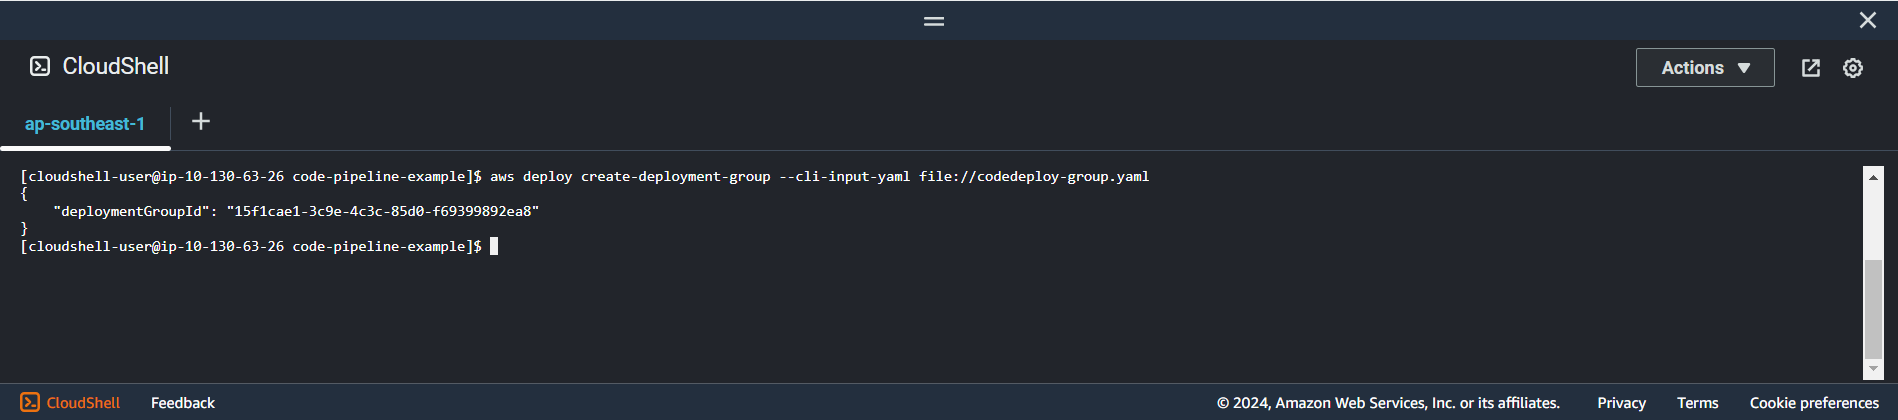 CloudShell
Actions
ap-southeast-1
[cloudshell-user@ip-10-130-63-26 code-pipeline-example]$ aws deploy create-deployment-group --cli-input-yaml file://codedeploy-group.yaml
{
    "deploymentGroupId": "15f1cae1-3c9e-4c3c-85d0-f69399892ea8"
}
[cloudshell-user@ip-10-130-63-26 code-pipeline-example]$
CloudShell Feedback © 2024, Amazon Web Services, Inc. or its affiliates. Privacy Terms Cookie preferences